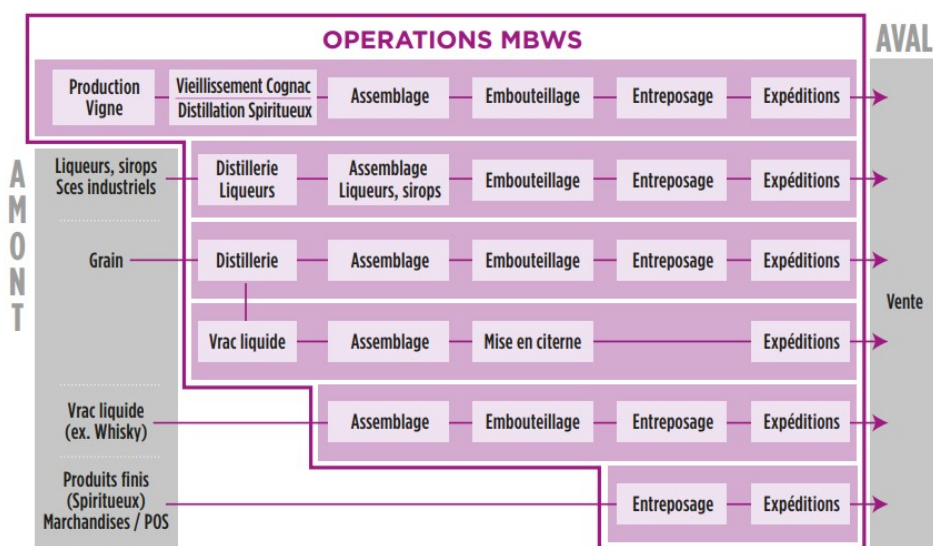 OPERATIONS MBWS
AVAL
Production
Vigne
Vieillissement Cognac
Distillation Spiritueux
Assemblage
Embouteillage
Entreposage
Expéditions
AMONT
Liqueurs, sirops
Sces industriels
Distillerie
Liqueurs
Assemblage
Liqueurs, sirops
Embouteillage
Entreposage
Expéditions
Grain
Distillerie
Assemblage
Embouteillage
Entreposage
Expéditions
Vente
Vrac liquide
Assemblage
Mise en citerne
Expéditions
Vrac liquide
(ex. Whisky)
Assemblage
Embouteillage
Entreposage
Expéditions
Produits finis
(Spiritueux)
Marchandises / POS
Entreposage
Expéditions